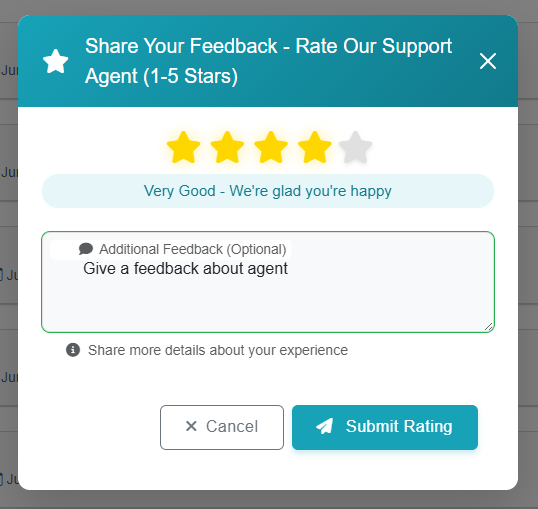 Share Your Feedback - Rate Our Support
Agent (1-5 Stars)
Very Good - We're glad you're happy
Additional Feedback (Optional)
Give a feedback about agent
Share more details about your experience
Cancel
Submit Rating